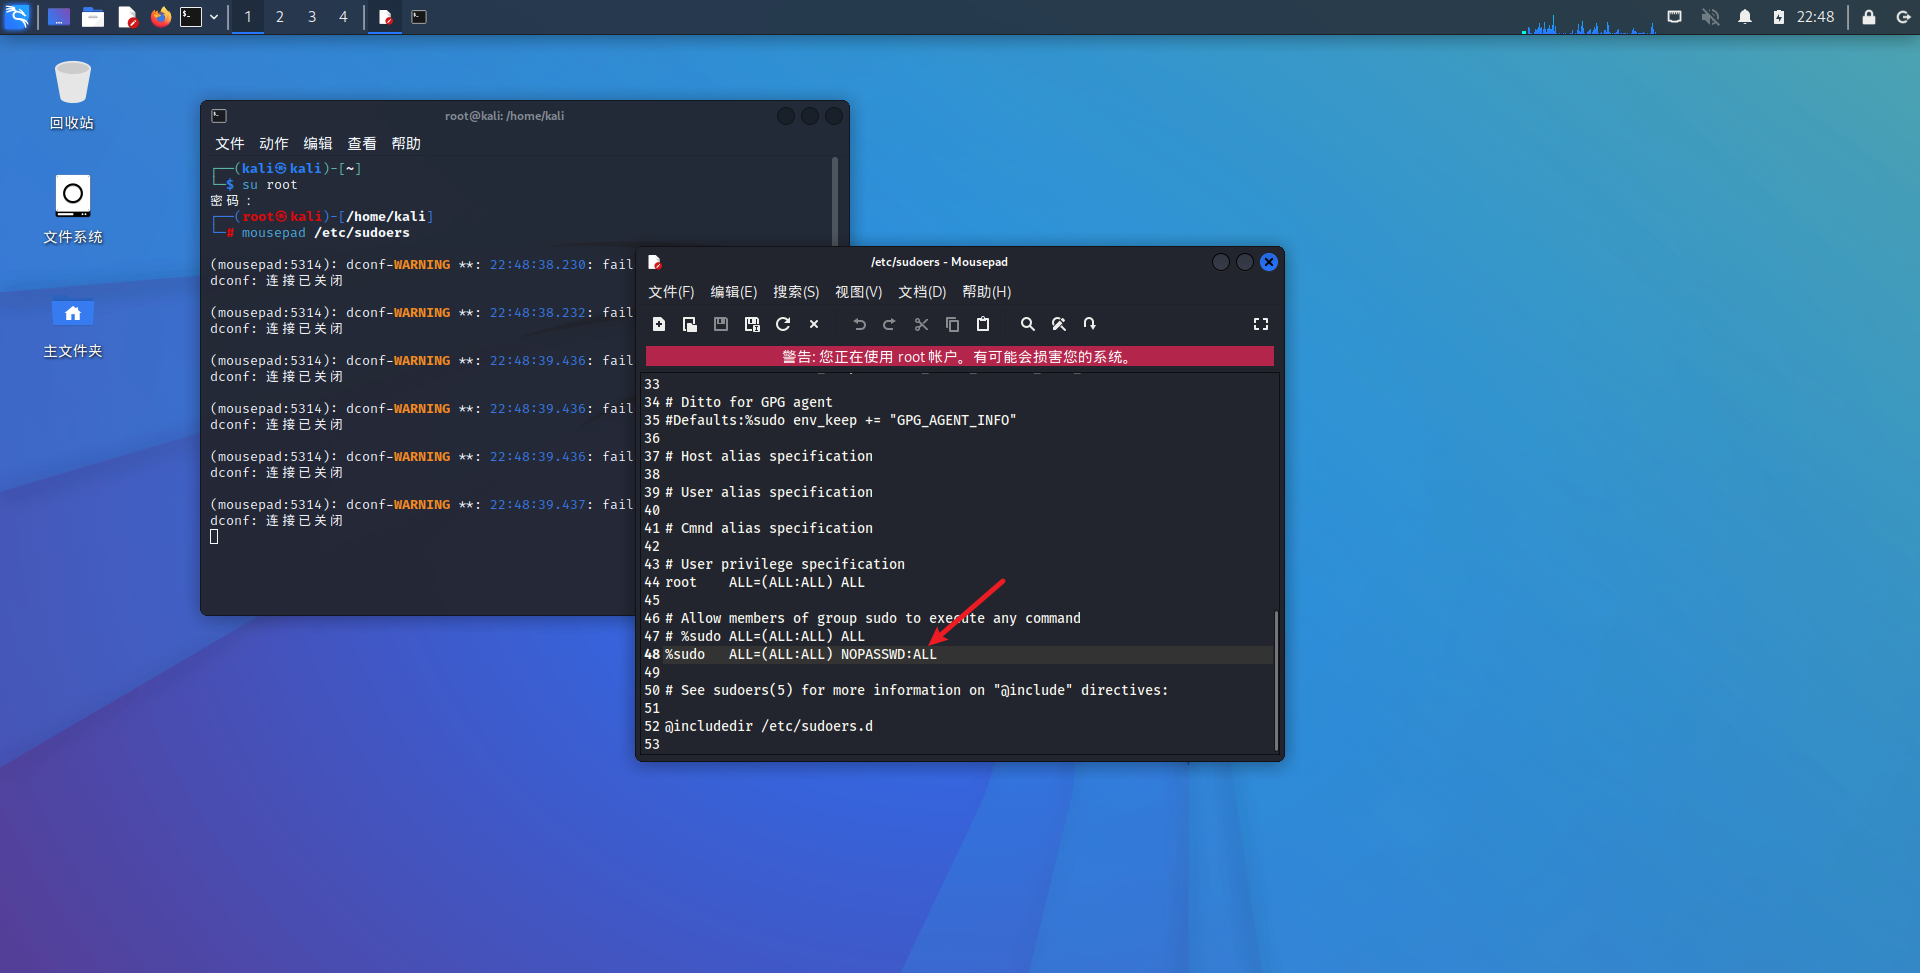 1 2 3 4
22:48
回收站
文件系统
主文件夹
root@kali: /home/kali
文件 动作 编辑 查看 帮助
┌──(kali㉿kali)-[~]
└─$ su root
密码：
┌──(root㉿kali)-[/home/kali]
└─# mousepad /etc/sudoers
(mousepad:5314): dconf-WARNING **: 22:48:38.230: fail
dconf: 连接已关闭
(mousepad:5314): dconf-WARNING **: 22:48:38.232: fail
dconf: 连接已关闭
(mousepad:5314): dconf-WARNING **: 22:48:39.436: fail
dconf: 连接已关闭
(mousepad:5314): dconf-WARNING **: 22:48:39.436: fail
dconf: 连接已关闭
(mousepad:5314): dconf-WARNING **: 22:48:39.436: fail
dconf: 连接已关闭
(mousepad:5314): dconf-WARNING **: 22:48:39.437: fail
dconf: 连接已关闭
/etc/sudoers - Mousepad
文件(F) 编辑(E) 搜索(S) 视图(V) 文档(D) 帮助(H)
警告: 您正在使用 root 帐户。有可能会损害您的系统。
33
34 # Ditto for GPG agent
35 #Defaults:%sudo env_keep += "GPG_AGENT_INFO"
36
37 # Host alias specification
38
39 # User alias specification
40
41 # Cmnd alias specification
42
43 # User privilege specification
44 root    ALL=(ALL:ALL) ALL
45
46 # Allow members of group sudo to execute any command
47 # %sudo ALL=(ALL:ALL) ALL
48 %sudo   ALL=(ALL:ALL) NOPASSWD:ALL
49
50 # See sudoers(5) for more information on "@include" directives:
51
52 @includedir /etc/sudoers.d
53